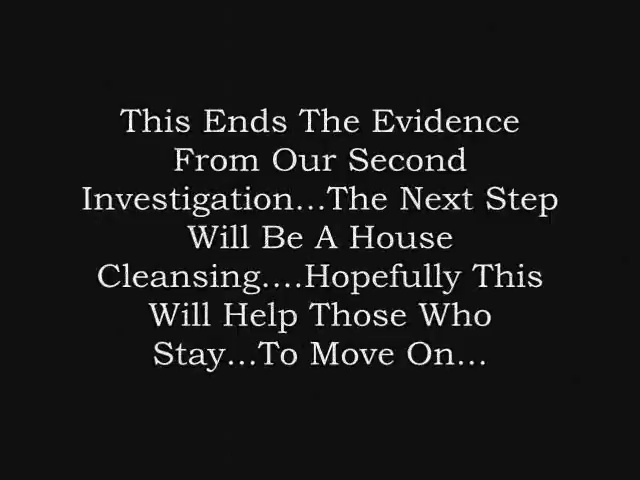 This Ends The Evidence
From Our Second
Investigation...The Next Step
Will Be A House
Cleansing....Hopefully This
Will Help Those Who
Stay...To Move On...